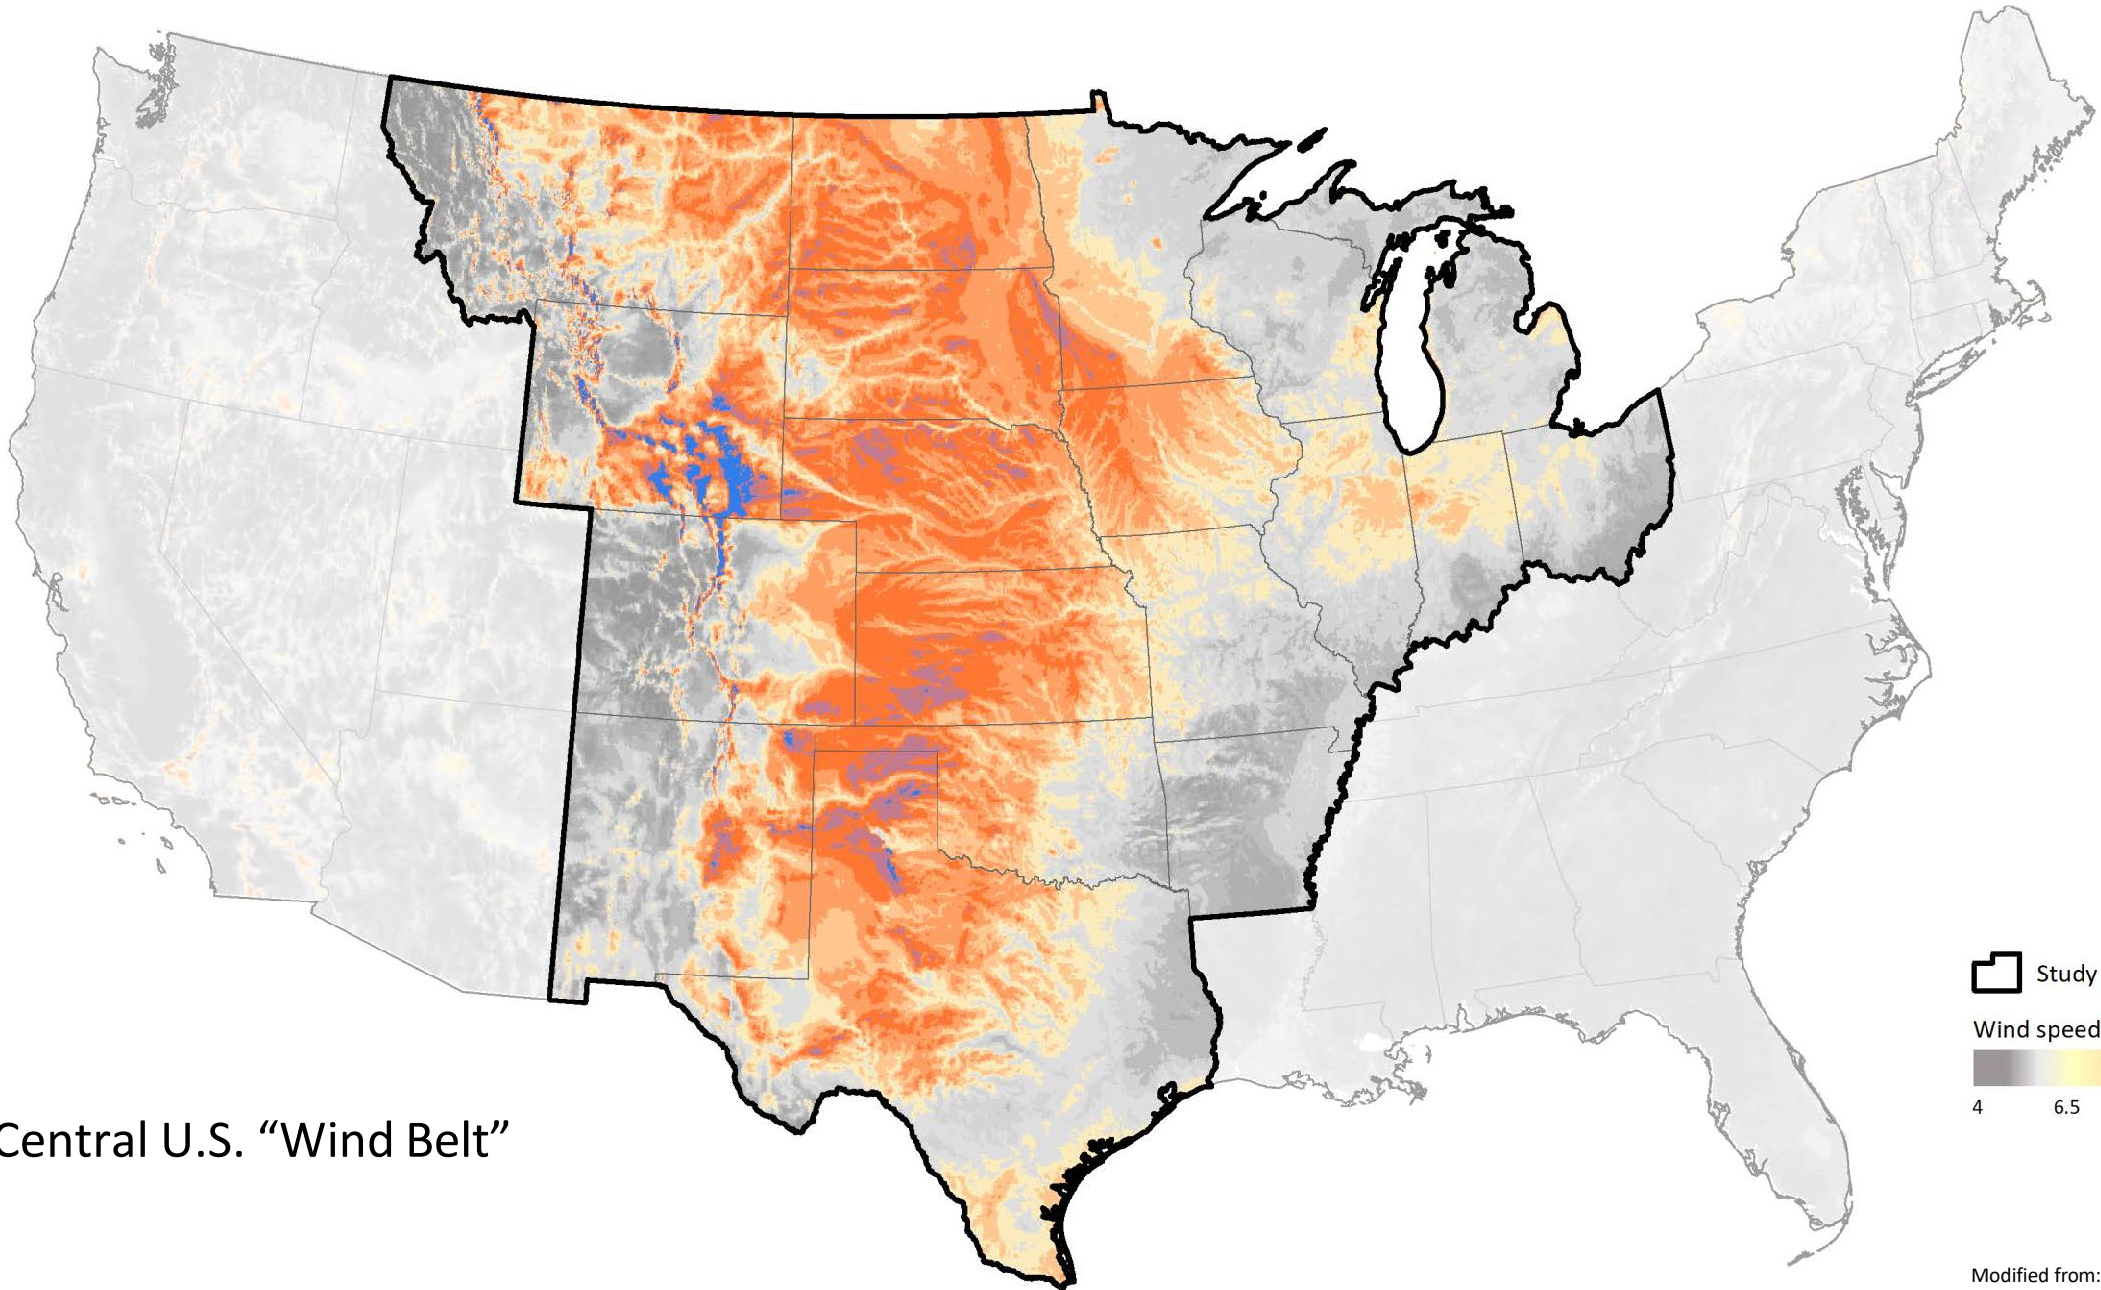 Central U.S. “Wind Belt”
Study
Wind speed
4 6.5
Modified from: